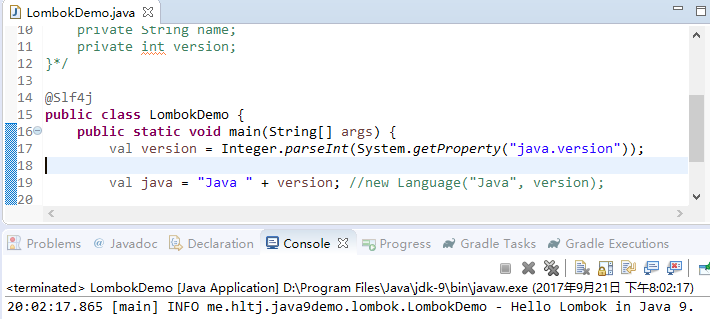 LombokDemo.java
10 private String name;
11 private int version;
12 }*/
13
14 @Slf4j
15 public class LombokDemo {
16 public static void main(String[] args) {
17 val version = Integer.parseInt(System.getProperty("java.version"));
18
19 val java = "Java " + version; //new Language("Java", version);
20
Problems @ Javadoc Declaration Console Progress Gradle Tasks Gradle Executions
<terminated> LombokDemo [Java Application] D:\Program Files\Java\jdk-9\bin\javaw.exe (2017年9月21日 下午8:02:17)
20:02:17.865 [main] INFO me.hltj.java9demo.lombok.LombokDemo - Hello Lombok in Java 9.